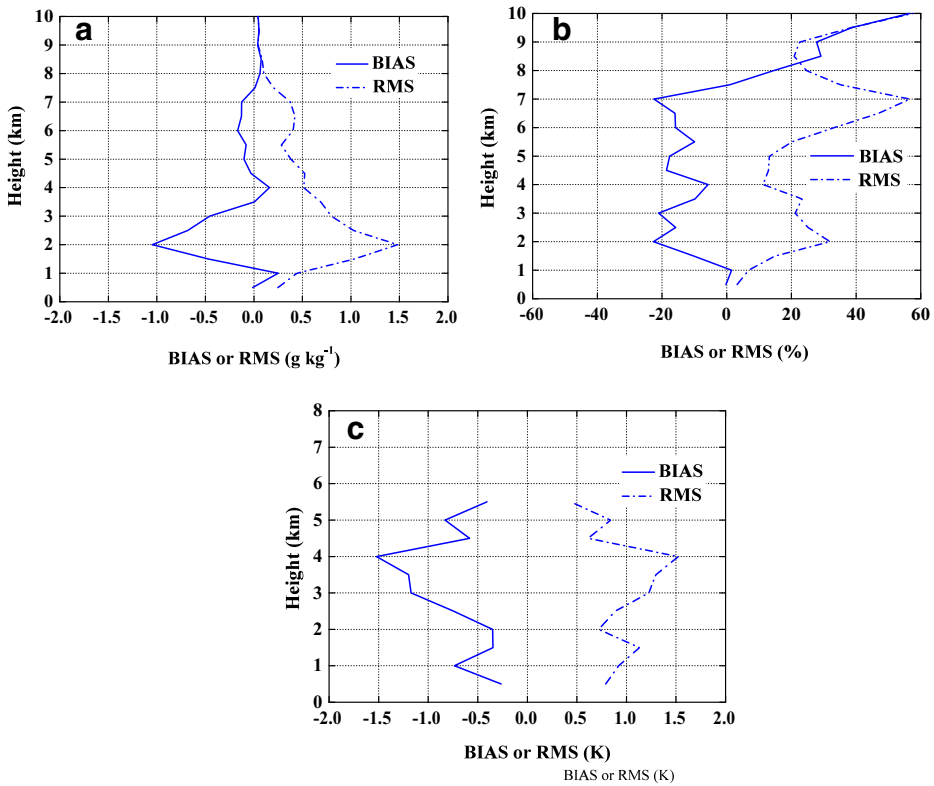 a
BIAS
RMS
10
9
8
7
6
5
4
3
2
1
0
Height (km)
-2.0 -1.5 -1.0 -0.5 0.0 0.5 1.0 1.5 2.0
BIAS or RMS (g kg-1)
b
BIAS
RMS
10
9
8
7
6
5
4
3
2
1
0
Height (km)
-60 -40 -20 0 20 40 60
BIAS or RMS (%)
c
BIAS
RMS
8
7
6
5
4
3
2
1
0
Height (km)
-2.0 -1.5 -1.0 -0.5 0.0 0.5 1.0 1.5 2.0
BIAS or RMS (K)
BIAS or RMS (K)